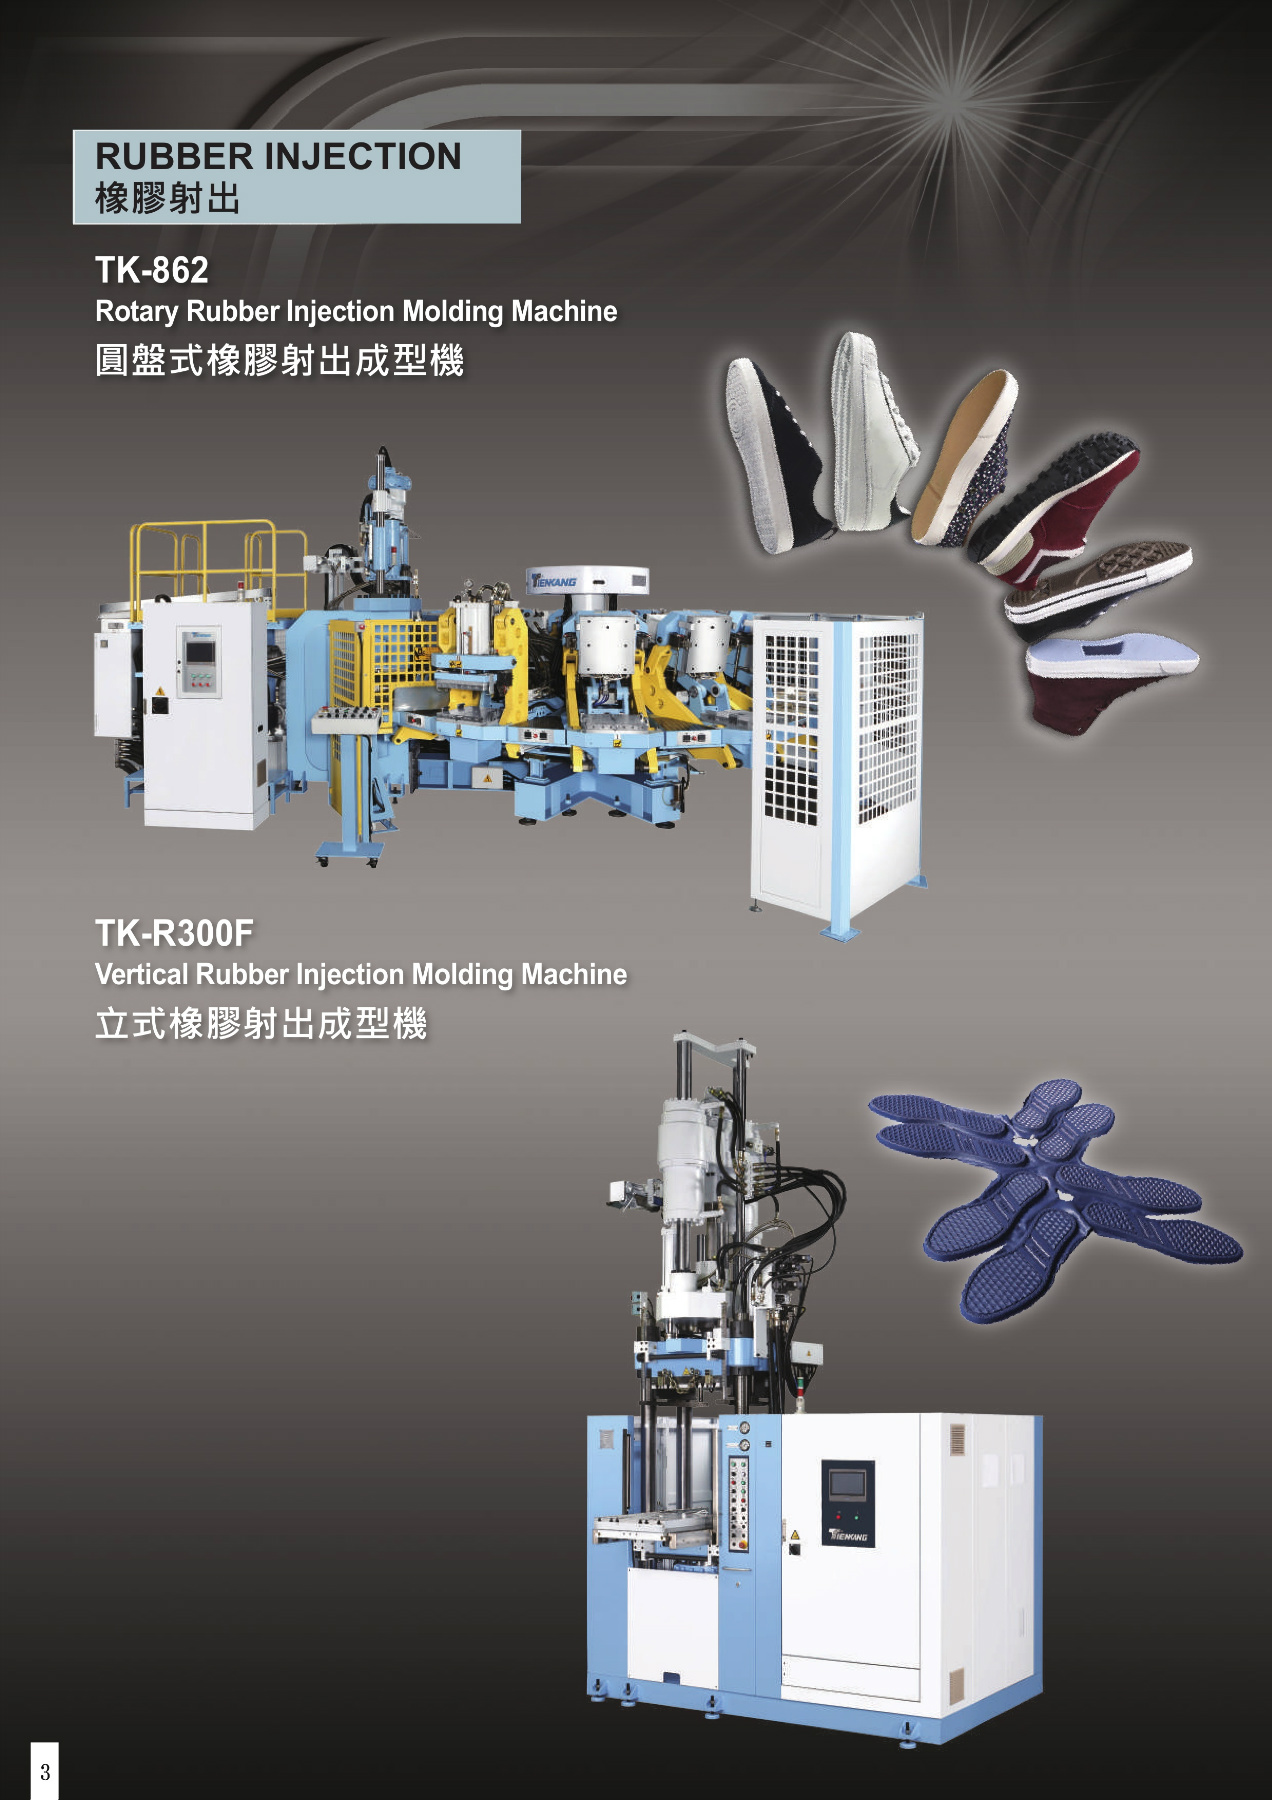 RUBBER INJECTION
橡膠射出
TK-862
Rotary Rubber Injection Molding Machine
圓盤式橡膠射出成型機
TIENKANG
TK-R300F
Vertical Rubber Injection Molding Machine
立式橡膠射出成型機
TIENKANG
3